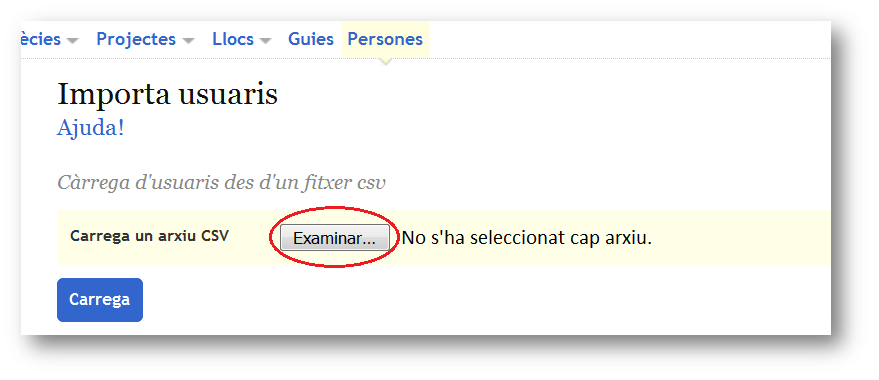 ècies Projectes Llocs Guies Persones
Importa usuaris
Ajuda!
Càrrega d'usuaris des d'un fitxer csv
Carrega un arxiu CSV Examinar... No s'ha seleccionat cap arxiu.
Carrega